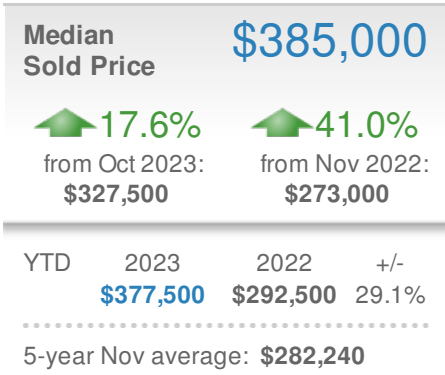 Median $385,000
Sold Price
17.6% 41.0%
from Oct 2023: from Nov 2022:
$327,500 $273,000
YTD 2023 2022 +/-
$377,500 $292,500 29.1%
5-year Nov average: $282,240